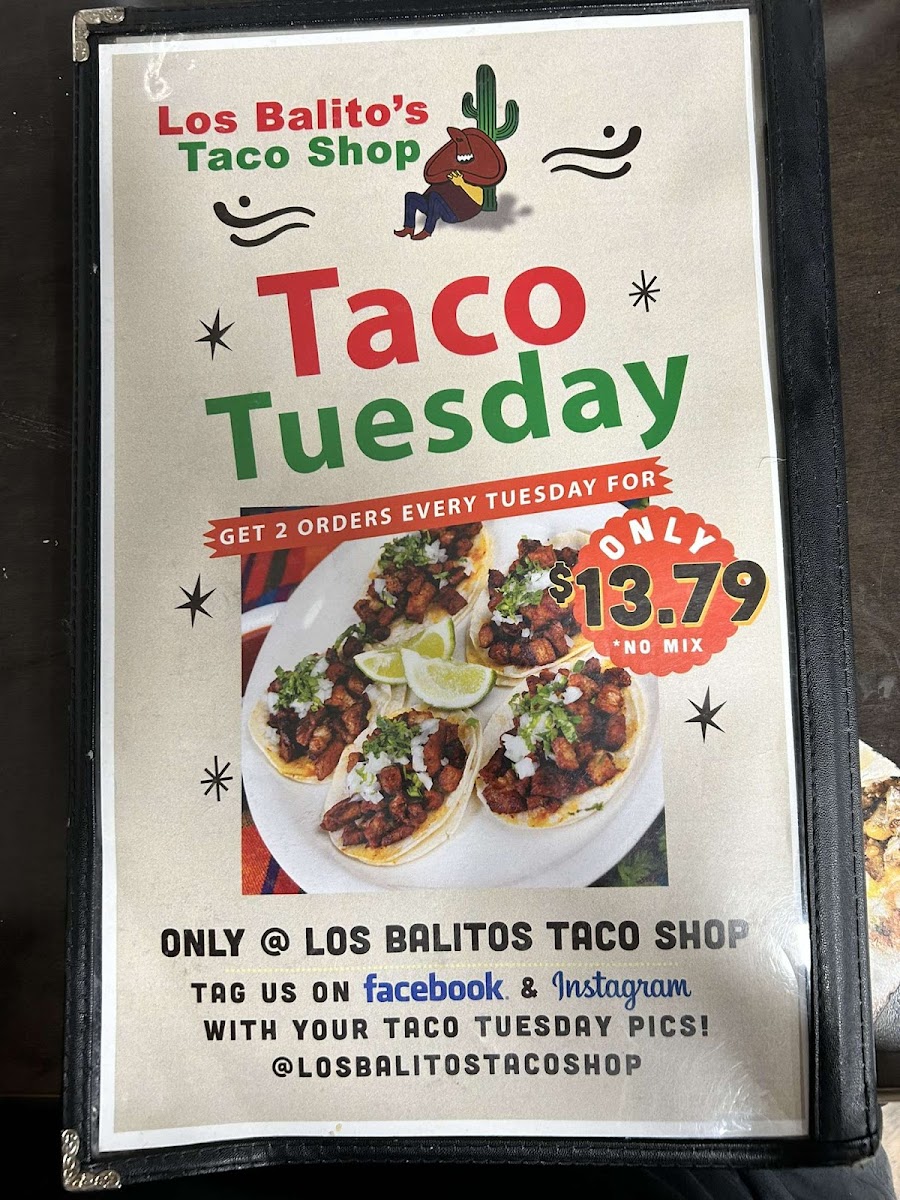 Los Balito's
Taco Shop
Taco
Tuesday
GET 2 ORDERS EVERY TUESDAY FOR
ONLY
$13.79
*NO MIX
ONLY @ LOS BALITOS TACO SHOP
TAG US ON facebook. & Instagram
WITH YOUR TACO TUESDAY PICS!
@LOSBALITOSTACOSHOP